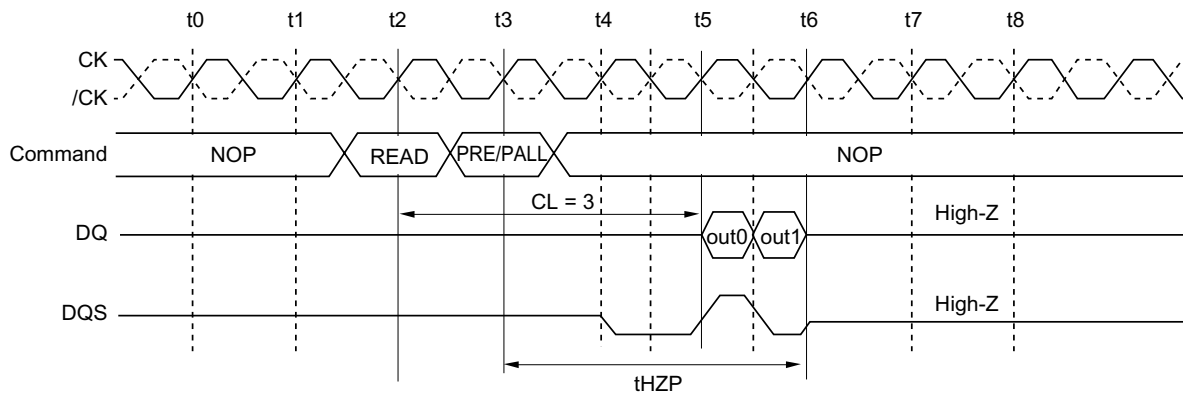 t0 t1 t2 t3 t4 t5 t6 t7 t8
CK
/CK
Command NOP READ PRE/PALL NOP
CL = 3
DQ out0 out1 High-Z
DQS High-Z
tHZP